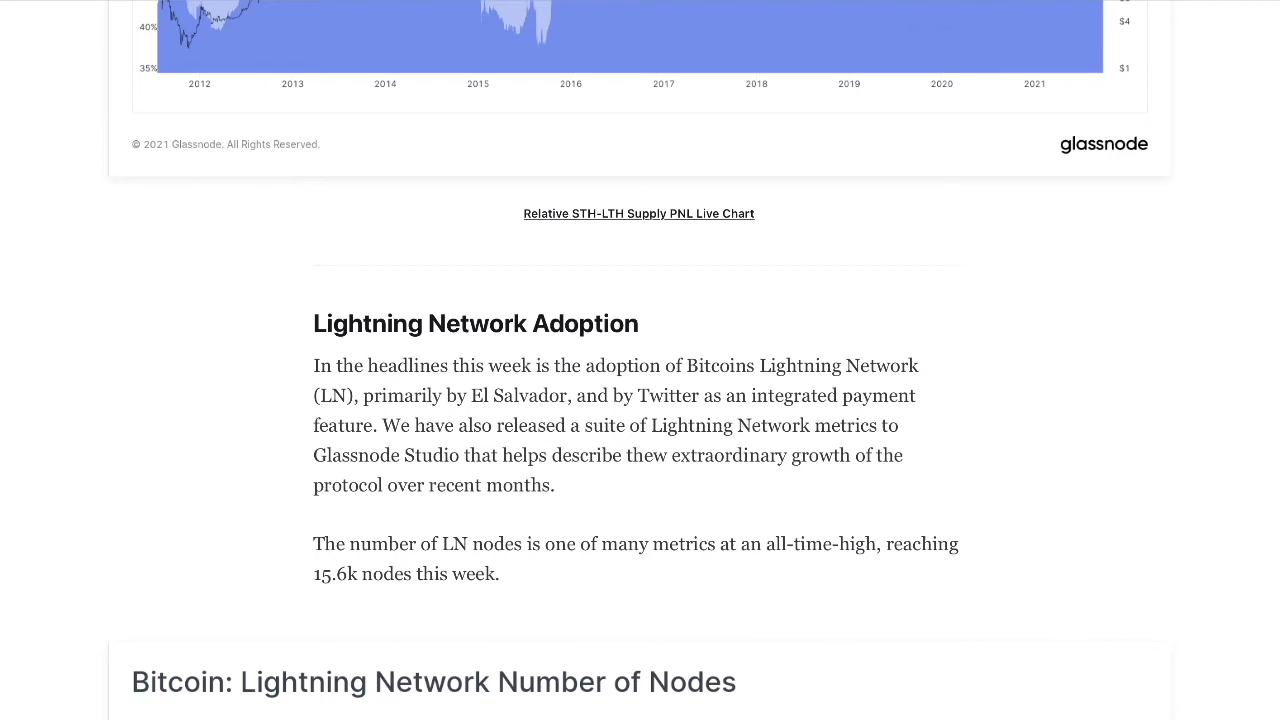 40%
$4
35%
$1
2012 2013 2014 2015 2016 2017 2018 2019 2020 2021
© 2021 Glassnode. All Rights Reserved.
glassnode
Relative STH-LTH Supply PNL Live Chart
Lightning Network Adoption
In the headlines this week is the adoption of Bitcoins Lightning Network
(LN), primarily by El Salvador, and by Twitter as an integrated payment
feature. We have also released a suite of Lightning Network metrics to
Glassnode Studio that helps describe thew extraordinary growth of the
protocol over recent months.
The number of LN nodes is one of many metrics at an all-time-high, reaching
15.6k nodes this week.
Bitcoin: Lightning Network Number of Nodes